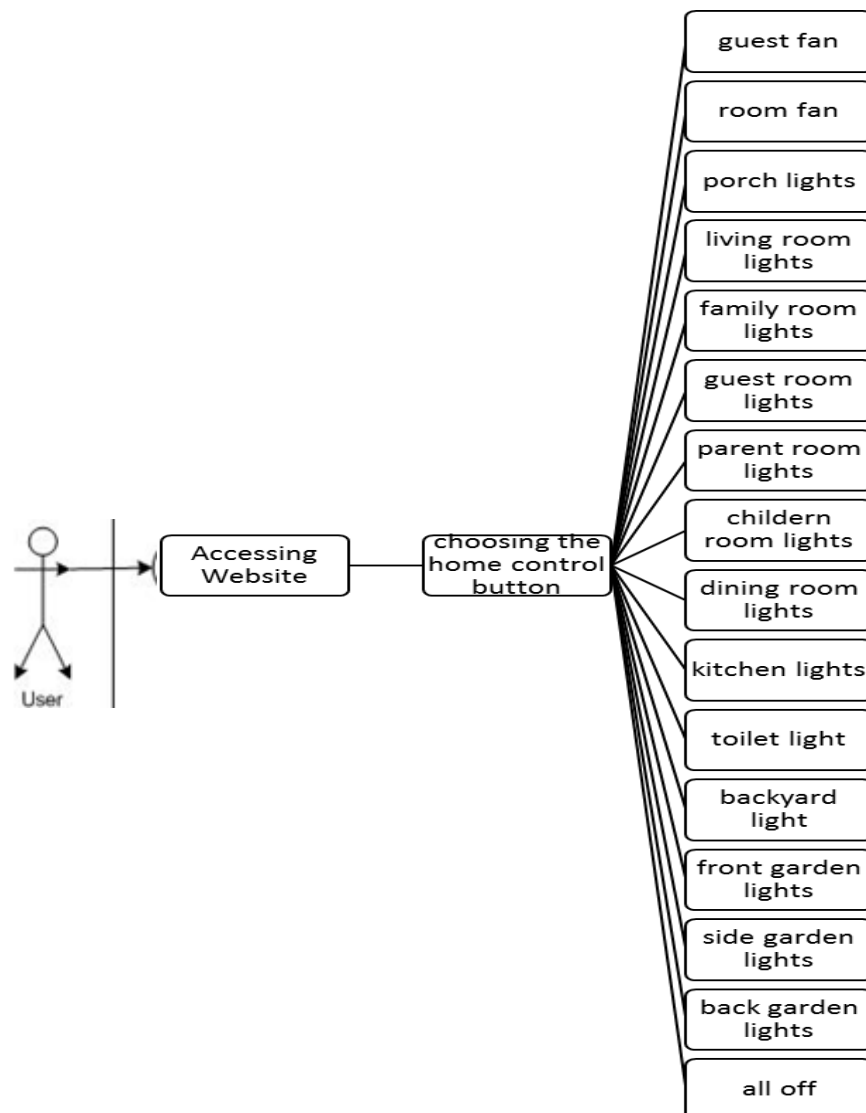 guest fan
room fan
porch lights
living room
lights
family room
lights
guest room
lights
parent room
lights
childern
room lights
dining room
lights
kitchen lights
toilet light
backyard
light
front garden
lights
side garden
lights
back garden
lights
all off
Accessing
Website
choosing the
home control
button
User